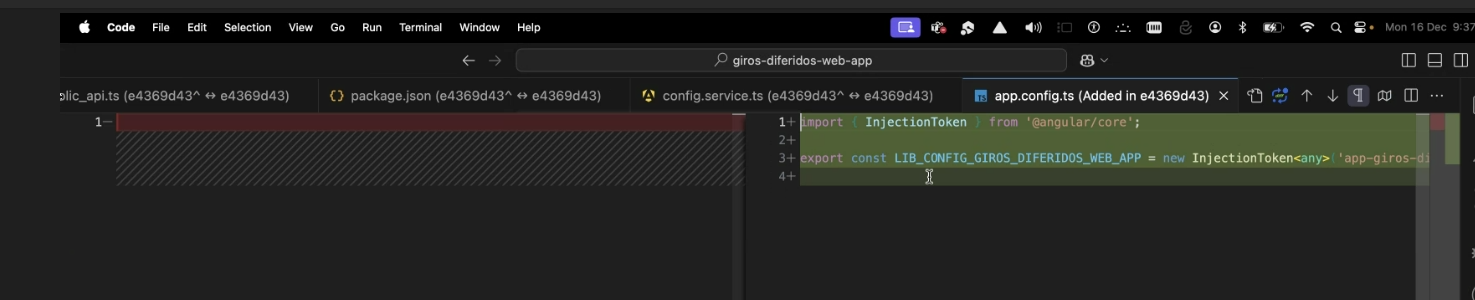 Code File Edit Selection View Go Run Terminal Window Help Mon 16 Dec 9:37
giros-diferidos-web-app
olic_api.ts (e4369d43^ ↔ e4369d43) {} package.json (e4369d43^ ↔ e4369d43) config.service.ts (e4369d43^ ↔ e4369d43) TS app.config.ts (Added in e4369d43)
1- 1+ import { InjectionToken } from '@angular/core';
2+
3+ export const LIB_CONFIG_GIROS_DIFERIDOS_WEB_APP = new InjectionToken<any>('app-giros-di
4+